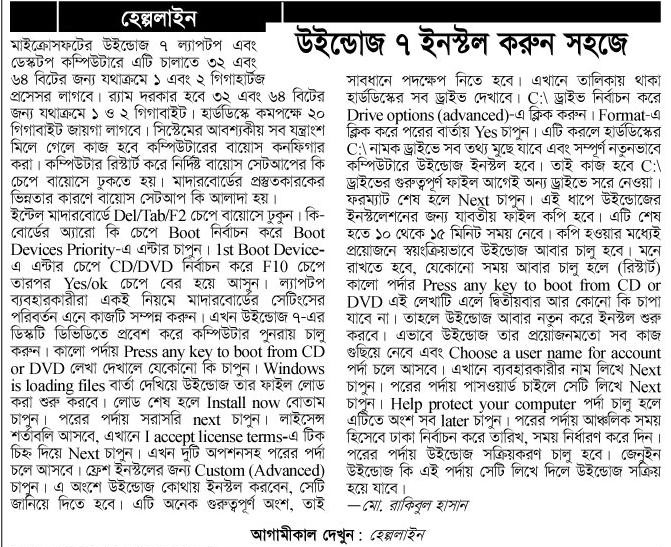 হেল্পলাইন
উইন্ডোজ ৭ ইনস্টল করুন সহজে
মাইক্রোসফটের উইন্ডোজ ৭ ল্যাপটপ এবং
ডেস্কটপ কম্পিউটারে এটি চালাতে ৩২ এবং
৬৪ বিটের জন্য যথাক্রমে ১ এবং ২ গিগাহার্টজ
প্রসেসর লাগবে। র‍্যাম দরকার হবে ৩২ এবং ৬৪ বিটের
জন্য যথাক্রমে ১ ও ২ গিগাবাইট। হার্ডডিস্কে কমপক্ষে ২০
গিগাবাইট জায়গা লাগবে। সিস্টেমের আবশ্যকীয় সব যন্ত্রাংশ
মিলে গেলে কাজ হবে কম্পিউটারের বায়োস কনফিগার
করা। কম্পিউটার রিস্টার্ট করে নির্দিষ্ট বায়োস সেটআপের কি
চেপে বায়োসে ঢুকতে হয়। মাদারবোর্ডের প্রস্তুতকারকের
ভিন্নতার কারণে বায়োস সেটআপ কি আলাদা হয়।
ইন্টেল মাদারবোর্ডে Del/Tab/F2 চেপে বায়োসে ঢুকুন। কি-
বোর্ডের অ্যারো কি চেপে Boot নির্বাচন করে Boot
Devices Priority-এ এন্টার চাপুন। 1st Boot Device-
এ এন্টার চেপে CD/DVD নির্বাচন করে F10 চেপে
তারপর Yes/ok চেপে বের হয়ে আসুন। ল্যাপটপ
ব্যবহারকারীরা একই নিয়মে মাদারবোর্ডের সেটিংসের
পরিবর্তন এনে কাজটি সম্পন্ন করুন। এখন উইন্ডোজ ৭-এর
ডিস্কটি ডিভিডিতে প্রবেশ করে কম্পিউটার পুনরায় চালু
করুন। কালো পর্দায় Press any key to boot from CD
or DVD লেখা দেখালে যেকোনো কি চাপুন। Windows
is loading files বার্তা দেখিয়ে উইন্ডোজ তার ফাইল লোড
করা শুরু করবে। লোড শেষ হলে Install now বোতাম
চাপুন। পরের পর্দায় সরাসরি next চাপুন। লাইসেন্স
শর্তাবলি আসবে, এখানে I accept license terms-এ টিক
চিহ্ন দিয়ে Next চাপুন। এখন দুটি অপশনসহ পরের পর্দা
চলে আসবে। ফ্রেশ ইনস্টলের জন্য Custom (Advanced)
চাপুন। এ অংশে উইন্ডোজ কোথায় ইনস্টল করবেন, সেটি
জানিয়ে দিতে হবে। এটি অনেক গুরুত্বপূর্ণ অংশ, তাই
সাবধানে পদক্ষেপ নিতে হবে। এখানে তালিকায় থাকা
হার্ডডিস্কের সব ড্রাইভ দেখাবে। C:\ ড্রাইভ নির্বাচন করে
Drive options (advanced)-এ ক্লিক করুন। Format-এ
ক্লিক করে পরের বার্তায় Yes চাপুন। এটি করলে হার্ডডিস্কের
C:\ নামক ড্রাইভে সব তথ্য মুছে যাবে এবং সম্পূর্ণ নতুনভাবে
কম্পিউটারে উইন্ডোজ ইনস্টল হবে। তাই কাজ হবে C:\
ড্রাইভের গুরুত্বপূর্ণ ফাইল আগেই অন্য ড্রাইভে সরে নেওয়া।
ফরম্যাট শেষ হলে Next চাপুন। এই ধাপে উইন্ডোজের
ইনস্টলেশনের জন্য যাবতীয় ফাইল কপি হবে। এটি শেষ
হতে ১০ থেকে ১৫ মিনিট সময় নেবে। কপি হওয়ার মধ্যেই
প্রয়োজনে স্বয়ংক্রিয়ভাবে উইন্ডোজ আবার চালু হবে। মনে
রাখতে হবে, যেকোনো সময় আবার চালু হলে (রিস্টার্ট)
কালো পর্দার Press any key to boot from CD or
DVD এই লেখাটি এলে দ্বিতীয়বার আর কোনো কি চাপা
যাবে না। তাহলে উইন্ডোজ আবার নতুন করে ইনস্টল শুরু
করবে। এভাবে উইন্ডোজ তার প্রয়োজনমতো সব কাজ
গুছিয়ে নেবে এবং Choose a user name for account
পর্দা চলে আসবে। এখানে ব্যবহারকারীর নাম লিখে Next
চাপুন। পরের পর্দায় পাসওয়ার্ড চাইলে সেটি লিখে Next
চাপুন। Help protect your computer পর্দা চালু হলে
এটিতে অংশ সব later চাপুন। পরের পর্দায় আঞ্চলিক সময়
হিসেবে ঢাকা নির্বাচন করে তারিখ, সময় নির্ধারণ করে দিন।
পরের পর্দায় উইন্ডোজ সক্রিয়করণ চালু হবে। জেনুইন
উইন্ডোজ কি এই পর্দায় সেটি লিখে দিলে উইন্ডোজ সক্রিয়
হয়ে যাবে।
—মো. রাকিবুল হাসান
আগামীকাল দেখুন : হেল্পলাইন